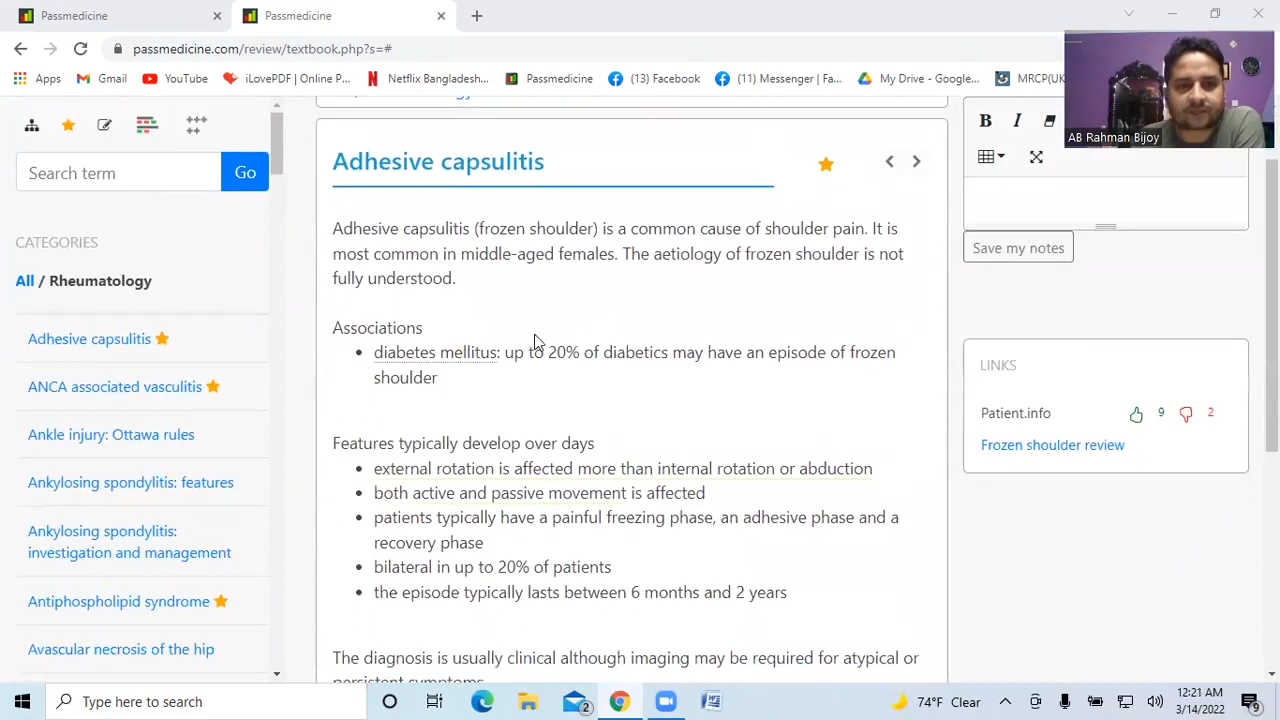 Passmedicine
Passmedicine
passmedicine.com/review/textbook.php?s=#
Apps
Gmail
YouTube
iLovePDF | Online P...
Netflix Bangladesh...
Passmedicine
(13) Facebook
(11) Messenger | Fa...
My Drive - Google...
MRCP(UK
AB Rahman Bijoy
Search term
Go
CATEGORIES
All / Rheumatology
Adhesive capsulitis
ANCA associated vasculitis
Ankle injury: Ottawa rules
Ankylosing spondylitis: features
Ankylosing spondylitis:
investigation and management
Antiphospholipid syndrome
Avascular necrosis of the hip
Adhesive capsulitis
Adhesive capsulitis (frozen shoulder) is a common cause of shoulder pain. It is
most common in middle-aged females. The aetiology of frozen shoulder is not
fully understood.
Associations
diabetes mellitus: up to 20% of diabetics may have an episode of frozen
shoulder
Features typically develop over days
external rotation is affected more than internal rotation or abduction
both active and passive movement is affected
patients typically have a painful freezing phase, an adhesive phase and a
recovery phase
bilateral in up to 20% of patients
the episode typically lasts between 6 months and 2 years
The diagnosis is usually clinical although imaging may be required for atypical or
persistent symptoms
B I
Save my notes
LINKS
Patient.info 9 2
Frozen shoulder review
Type here to search
2
74°F Clear
12:21 AM
3/14/2022
9